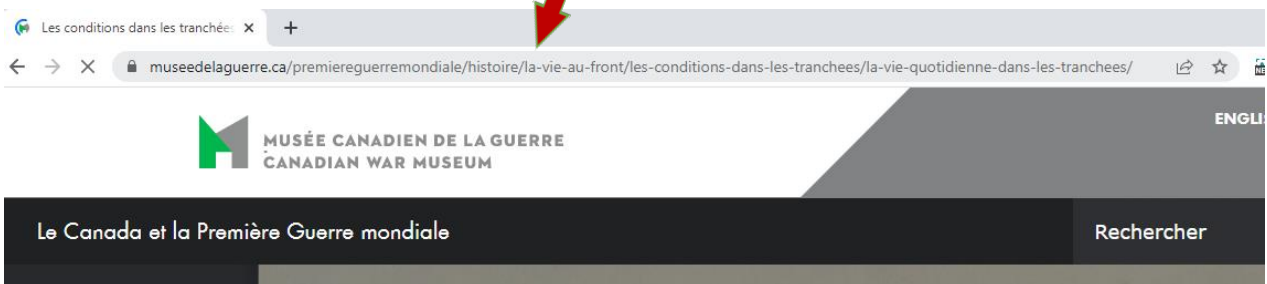 Les conditions dans les tranchée
museedelaguerre.ca/premiereguerremondiale/histoire/la-vie-au-front/les-conditions-dans-les-tranchees/la-vie-quotidienne-dans-les-tranchees/
ENGLIS
MUSÉE CANADIEN DE LA GUERRE
CANADIAN WAR MUSEUM
Le Canada et la Première Guerre mondiale
Rechercher